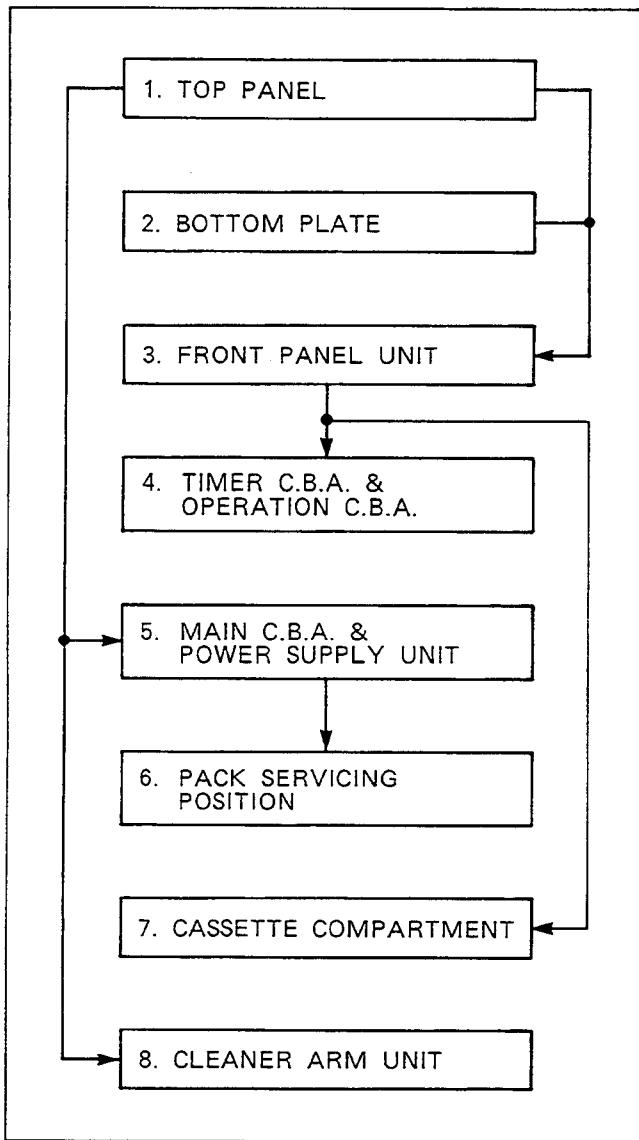 1. TOP PANEL
2. BOTTOM PLATE
3. FRONT PANEL UNIT
4. TIMER C.B.A. &
OPERATION C.B.A.
5. MAIN C.B.A. &
POWER SUPPLY UNIT
6. PACK SERVICING
POSITION
7. CASSETTE COMPARTMENT
8. CLEANER ARM UNIT